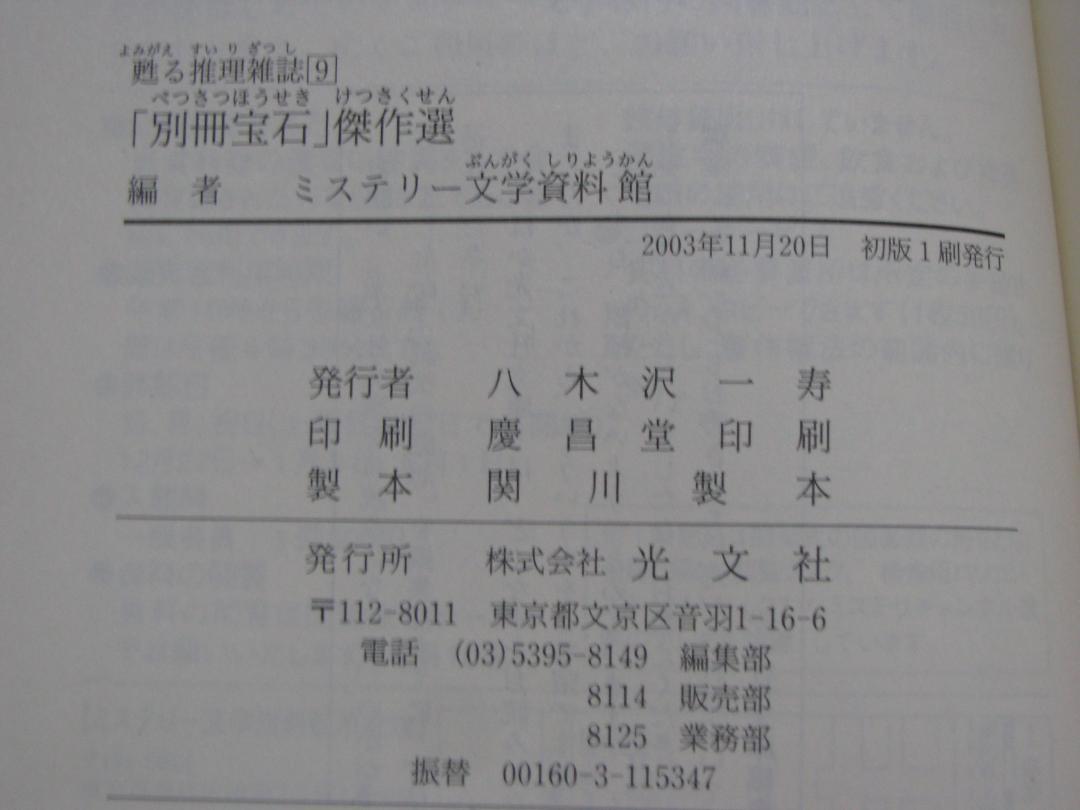 よみがえ すいりざっし
甦る推理雑誌[9]
べっさつほうせき けっさくせん
「別冊宝石」傑作選
ぶんがくしりょうかん
編者 ミステリー文学資料館
2003年11月20日 初版1刷発行
発行者 八木沢一寿
印刷 慶昌堂印刷
製本 関川製本
発行所 株式会社 光文社
〒112-8011 東京都文京区音羽1-16-6
電話 (03)5395-8149 編集部
8114 販売部
8125 業務部
振替 00160-3-115347